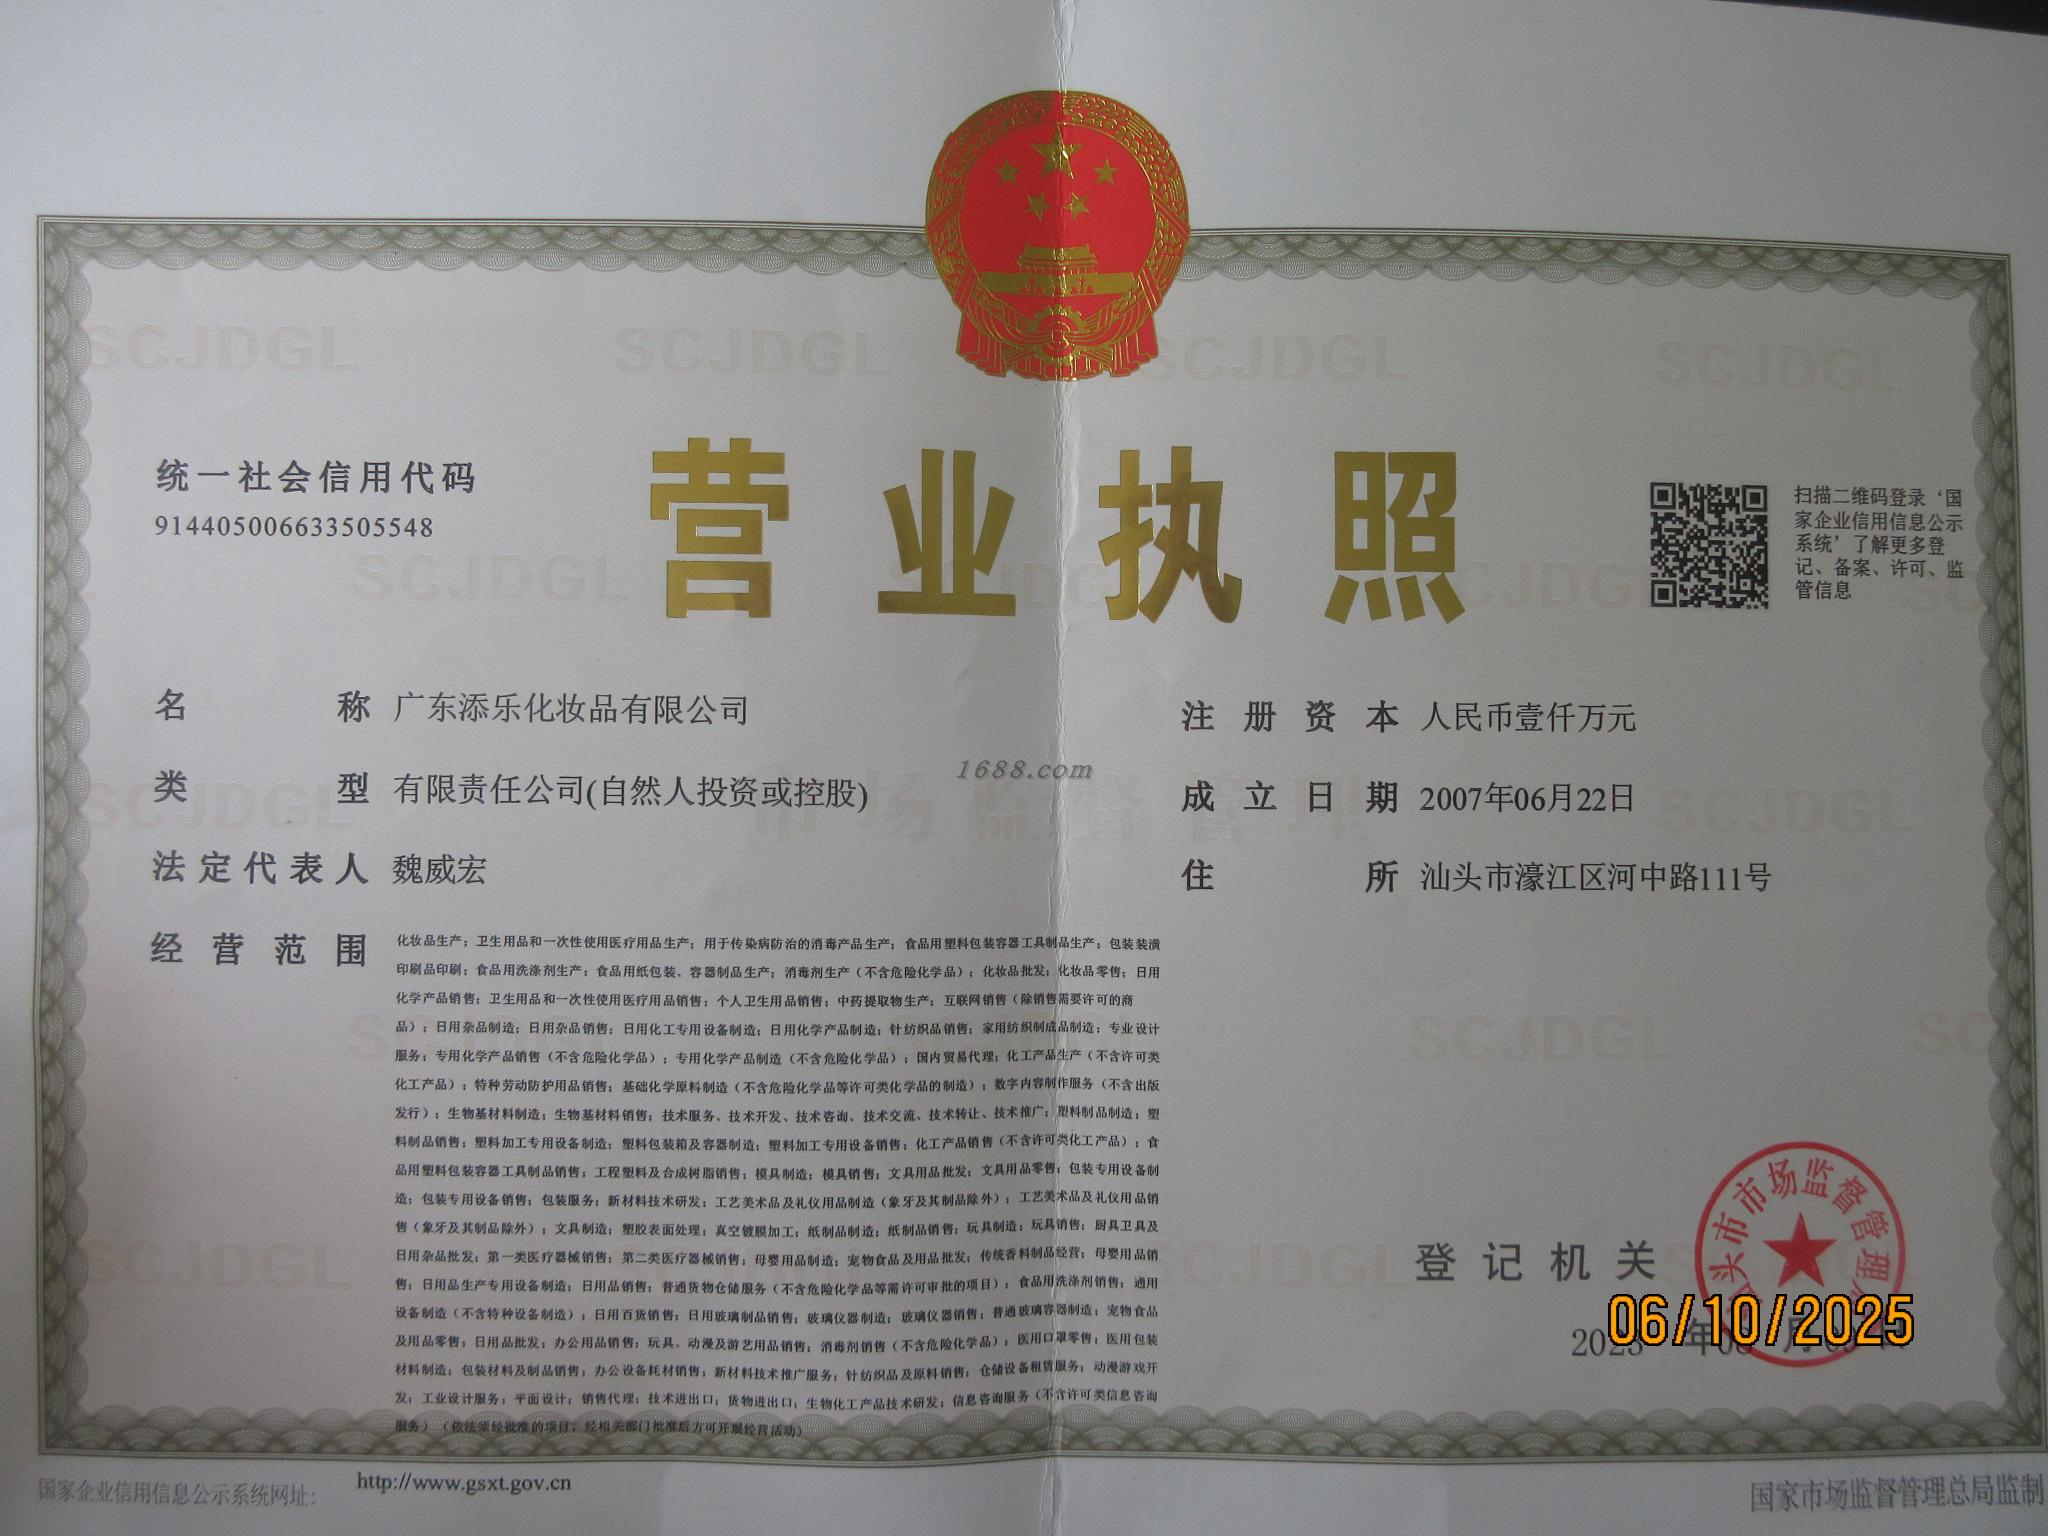 统一社会信用代码
914405006633505548
营业执照
扫描二维码登录‘国
家企业信用信息公示
系统’了解更多登
记、备案、许可、监
管信息
名称 广东添乐化妆品有限公司
注册资本 人民币壹仟万元
1688.com
类型 有限责任公司(自然人投资或控股)
成立日期 2007年06月22日
法定代表人 魏威宏
住所 汕头市濠江区河中路111号
经营范围 化妆品生产；卫生用品和一次性使用医疗用品生产；用于传染病防治的消毒产品生产；食品用塑料包装容器工具制品生产；包装装潢
印刷品印刷；食品用洗涤剂生产；食品用纸包装、容器制品生产；消毒剂生产（不含危险化学品）；化妆品批发；化妆品零售；日用
化学产品销售；卫生用品和一次性使用医疗用品销售；个人卫生用品销售；中药提取物生产；互联网销售（除销售需要许可的商
品）；日用杂品制造；日用杂品销售；日用化工专用设备制造；日用化学产品制造；针纺织品销售；家用纺织制成品制造；专业设计
服务；专用化学产品销售（不含危险化学品）；专用化学产品制造（不含危险化学品）；国内贸易代理；化工产品生产（不含许可类
化工产品）；特种劳动防护用品销售；基础化学原料制造（不含危险化学品等许可类化学品的制造）；数字内容制作服务（不含出版
发行）；生物基材料制造；生物基材料销售；技术服务、技术开发、技术咨询、技术交流、技术转让、技术推广；塑料制品制造；塑
料制品销售；塑料加工专用设备制造；塑料包装箱及容器制造；塑料加工专用设备销售；化工产品销售（不含许可类化工产品）；食
品用塑料包装容器工具制品销售；工程塑料及合成树脂销售；模具制造；模具销售；文具用品批发；文具用品零售；包装专用设备制
造；包装专用设备销售；包装服务；新材料技术研发；工艺美术品及礼仪用品制造（象牙及其制品除外）；工艺美术品及礼仪用品销
售（象牙及其制品除外）；文具制造；塑胶表面处理；真空镀膜加工；纸制品制造；纸制品销售；玩具制造；玩具销售；厨具卫具及
日用杂品批发；第一类医疗器械销售；第二类医疗器械销售；母婴用品制造；宠物食品及用品批发；传统香料制品经营；母婴用品销
售；日用品生产专用设备制造；日用品销售；普通货物仓储服务（不含危险化学品等需许可审批的项目）；食品用洗涤剂销售；通用
设备制造（不含特种设备制造）；日用百货销售；日用玻璃制品销售；玻璃仪器制造；玻璃仪器销售；普通玻璃容器制造；宠物食品
及用品零售；日用品批发；办公用品销售；玩具、动漫及游艺用品销售；消毒剂销售（不含危险化学品）；医用口罩零售；医用包装
材料制造；包装材料及制品销售；办公设备耗材销售；新材料技术推广服务；针纺织品及原料销售；仓储设备租赁服务；动漫游戏开
发；工业设计服务；平面设计；销售代理；技术进出口；货物进出口；生物化工产品技术研发；信息咨询服务（不含许可类信息咨询
服务）（依法须经批准的项目，经相关部门批准后方可开展经营活动）
登记机关
汕头市市场监督管理
06/10/2025
年 月 日
国家企业信用信息公示系统网址：
http://www.gsxt.gov.cn
国家市场监督管理总局监制
SCJDGL
市场监督管理